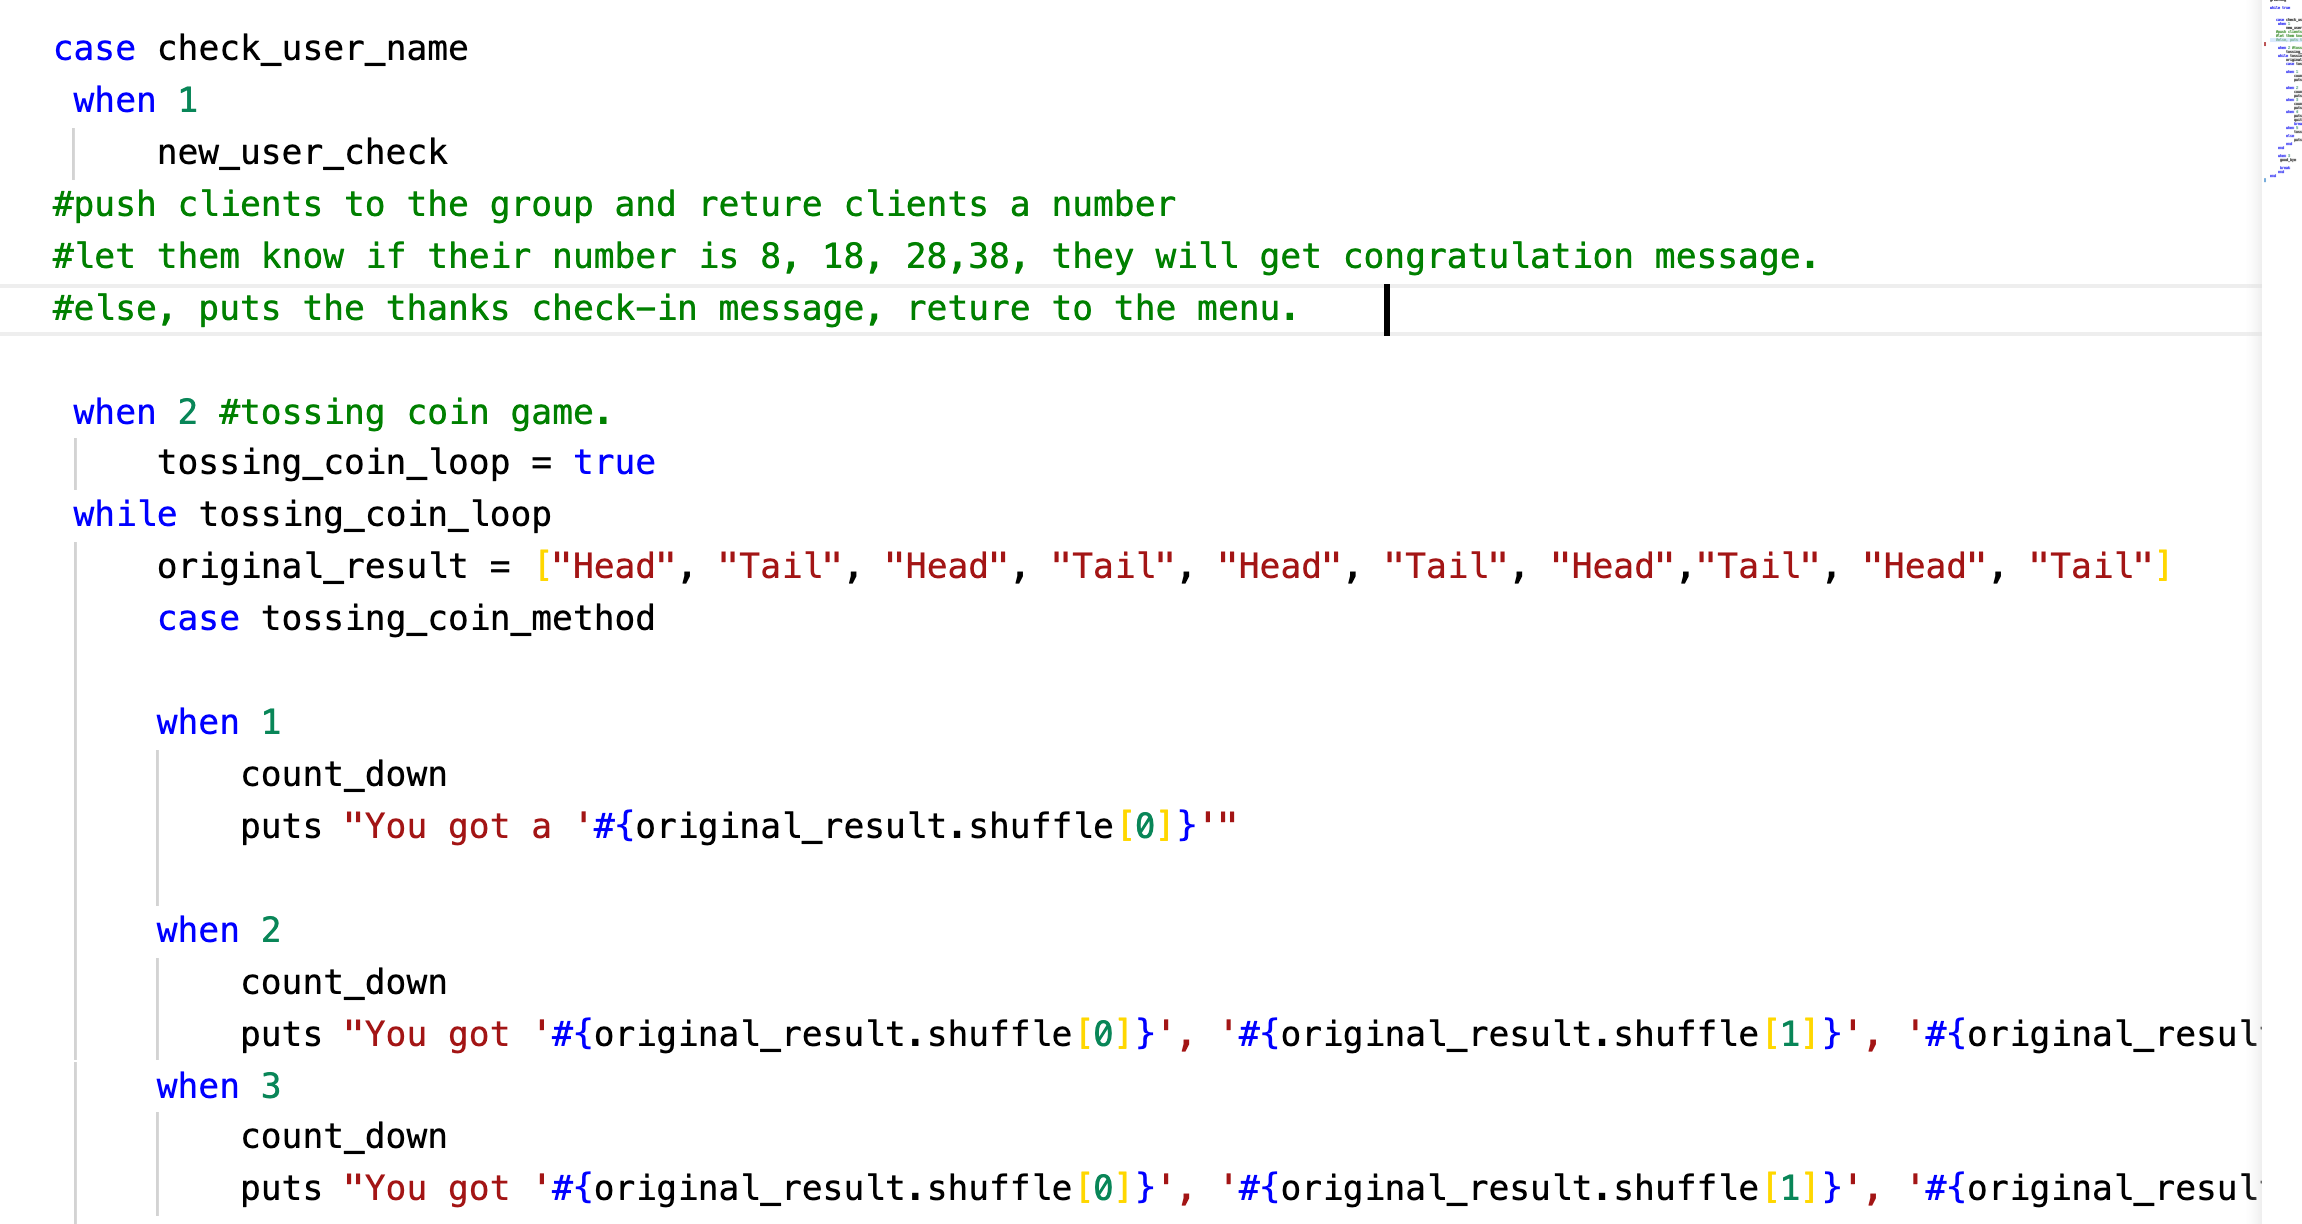 case check_user_name
when 1
new_user_check
#push clients to the group and reture clients a number
#let them know if their number is 8, 18, 28,38, they will get congratulation message.
#else, puts the thanks check-in message, reture to the menu.
when 2 #tossing coin game.
tossing_coin_loop = true
while tossing_coin_loop
original_result = ["Head", "Tail", "Head", "Tail", "Head", "Tail", "Head","Tail", "Head", "Tail"]
case tossing_coin_method
when 1
count_down
puts "You got a '#{original_result.shuffle[0]}'"
when 2
count_down
puts "You got '#{original_result.shuffle[0]}', '#{original_result.shuffle[1]}', '#{original_resul
when 3
count_down
puts "You got '#{original_result.shuffle[0]}', '#{original_result.shuffle[1]}', '#{original_resul